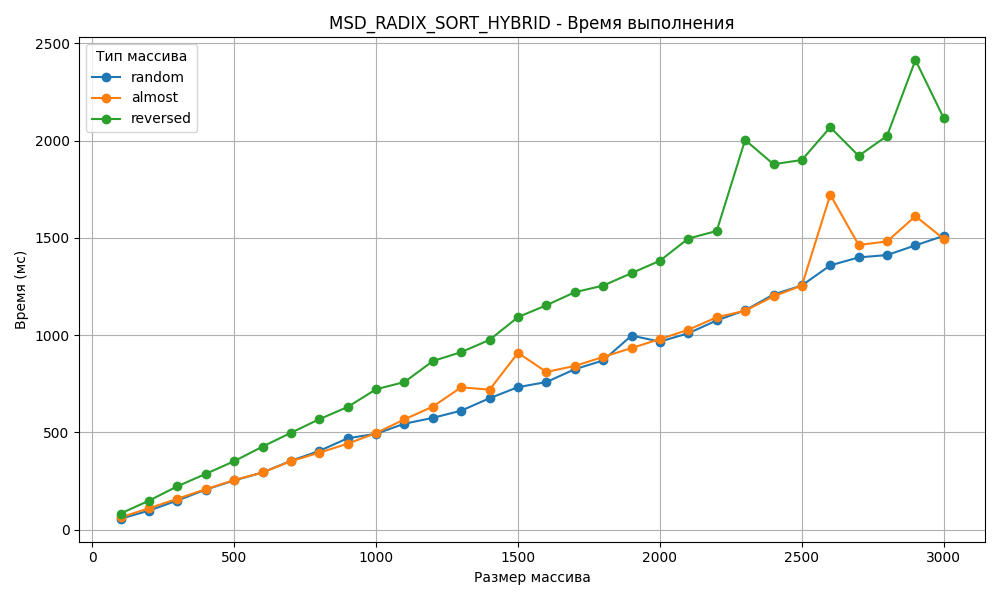 MSD_RADIX_SORT_HYBRID - Время выполнения
Тип массива
random
almost
reversed
Время (мс)
2500
2000
1500
1000
500
0
0
500
1000
1500
2000
2500
3000
Размер массива